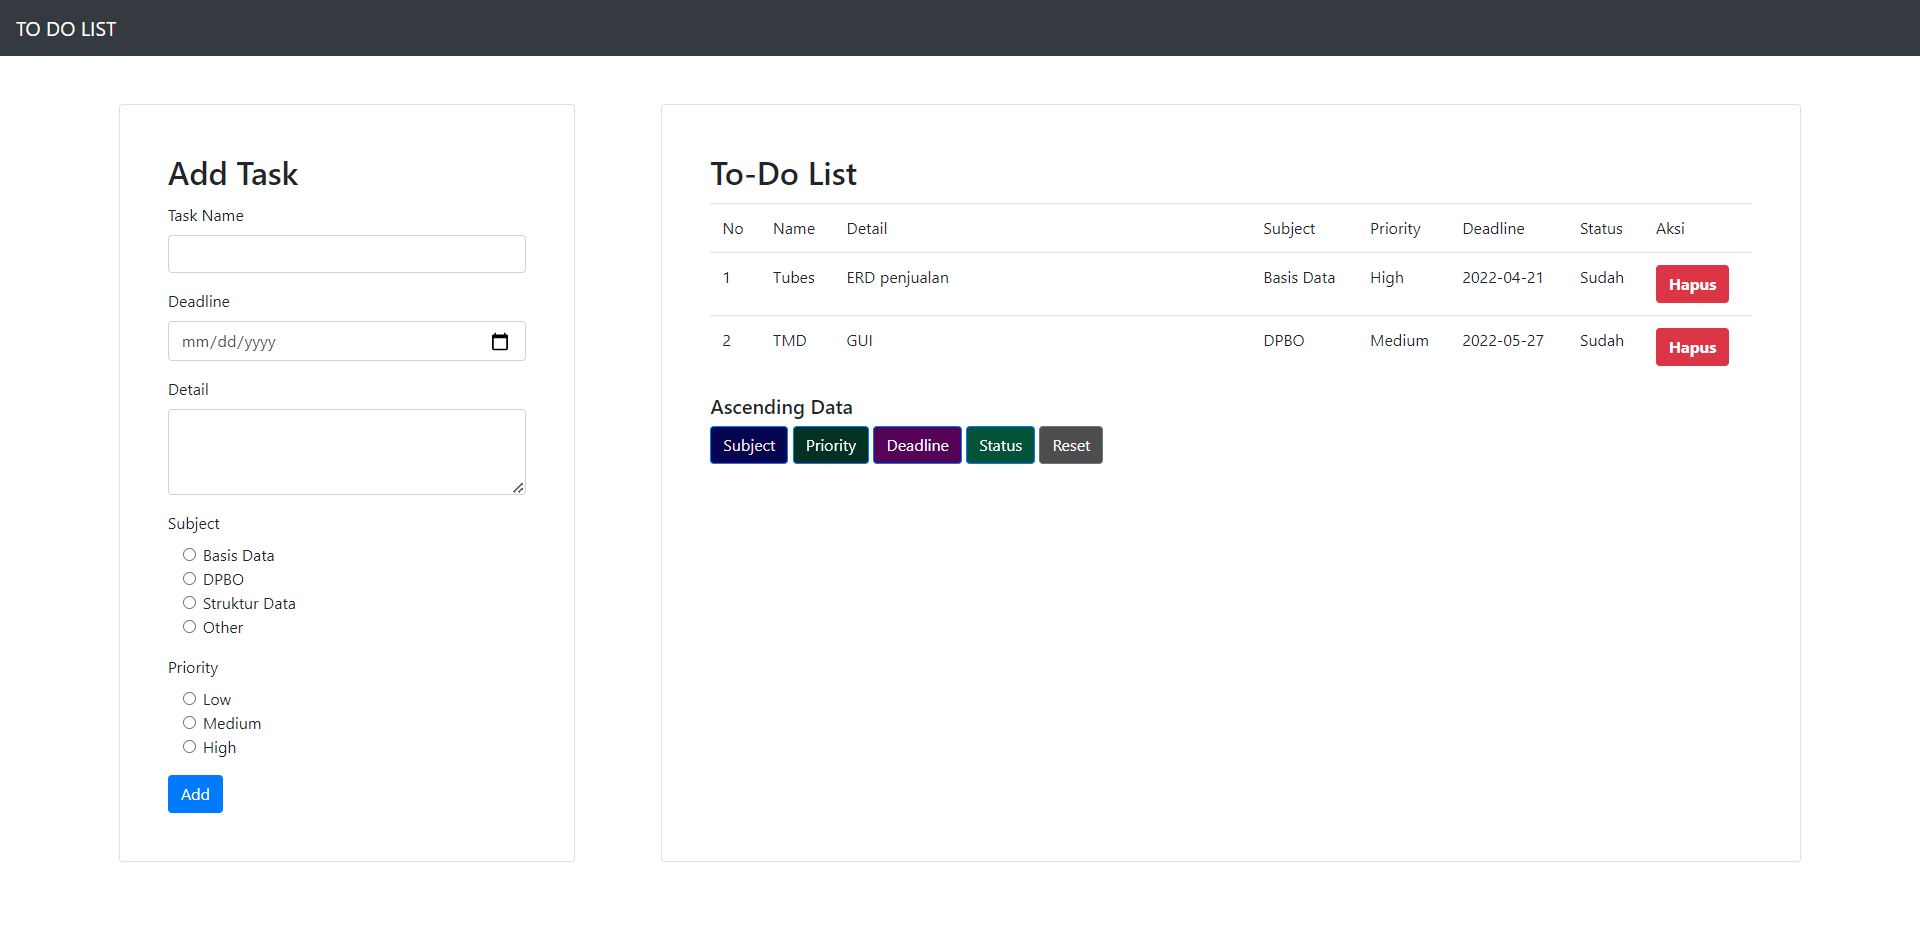 TO DO LIST
Add Task
Task Name
Deadline
mm/dd/yyyy
Detail
Subject
Basis Data
DPBO
Struktur Data
Other
Priority
Low
Medium
High
Add
To-Do List
No Name Detail Subject Priority Deadline Status Aksi
1 Tubes ERD penjualan Basis Data High 2022-04-21 Sudah Hapus
2 TMD GUI DPBO Medium 2022-05-27 Sudah Hapus
Ascending Data
Subject Priority Deadline Status Reset